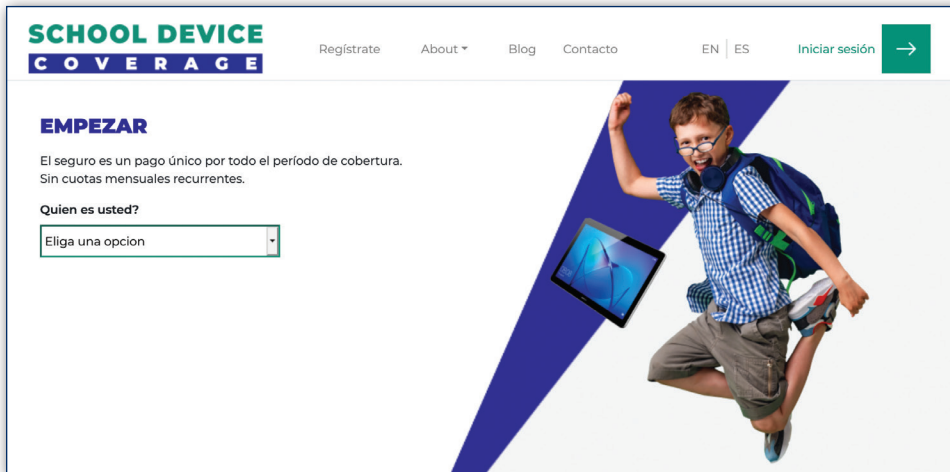 SCHOOL DEVICE
COVERAGE
Regístrate About Blog Contacto EN ES Iniciar sesión
EMPEZAR
El seguro es un pago único por todo el período de cobertura.
Sin cuotas mensuales recurrentes.
Quien es usted?
Eliga una opcion